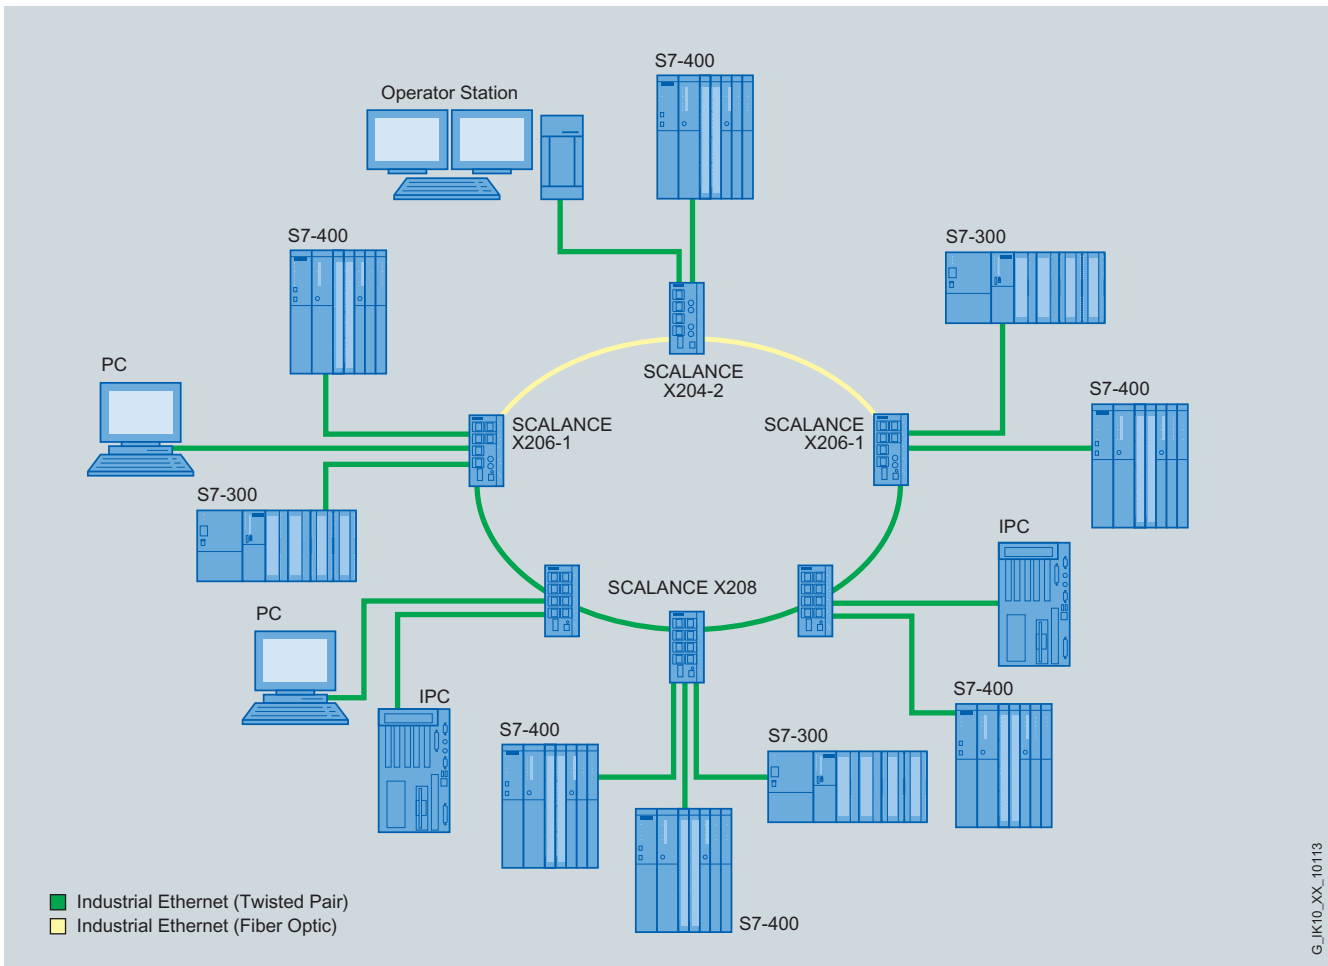 S7-400
Operator Station
S7-400
S7-300
PC
SCALANCE
X204-2
S7-400
SCALANCE
X206-1
SCALANCE
X206-1
S7-300
IPC
SCALANCE X208
PC
IPC
S7-400
S7-400
S7-300
S7-400
Industrial Ethernet (Twisted Pair)
Industrial Ethernet (Fiber Optic)
G_IK10_XX_10113